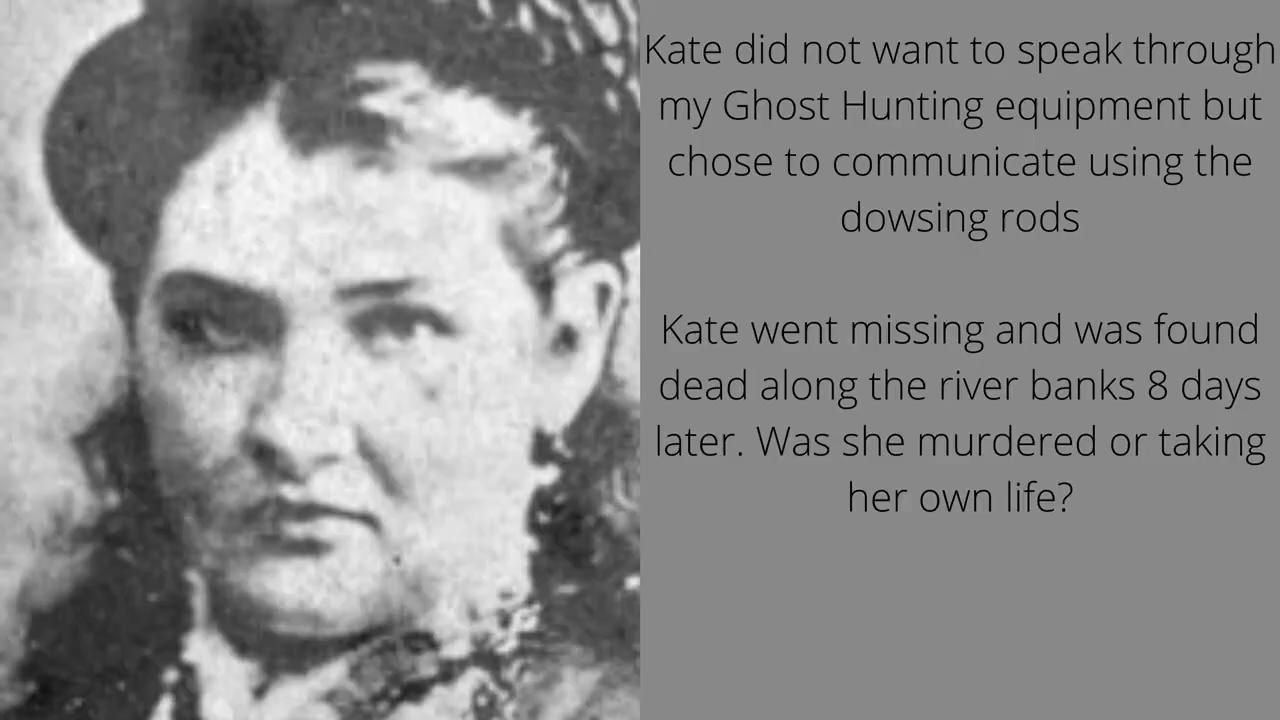 Kate did not want to speak through
my Ghost Hunting equipment but
chose to communicate using the
dowsing rods
Kate went missing and was found
dead along the river banks 8 days
later. Was she murdered or taking
her own life?